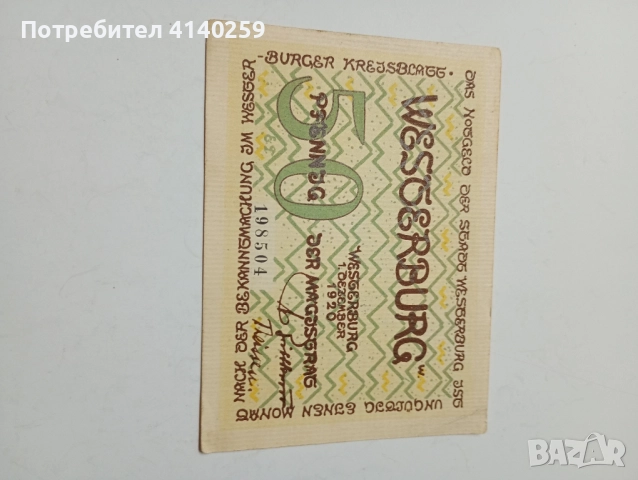 Потребител 4140259
DAS NOTGELD DER STADT WESTERBURG IST
UNGÜLTIG EINEN MONAT
NACH DER BEKANNTMACHUNG IM WESTER
-BURGER KREISBLATT.
WESTERBURG W.
50
PFENNIG
WESTERBURG
1. DEZEMBER
1920
DER MAGISTRAT
198504
BAZAR